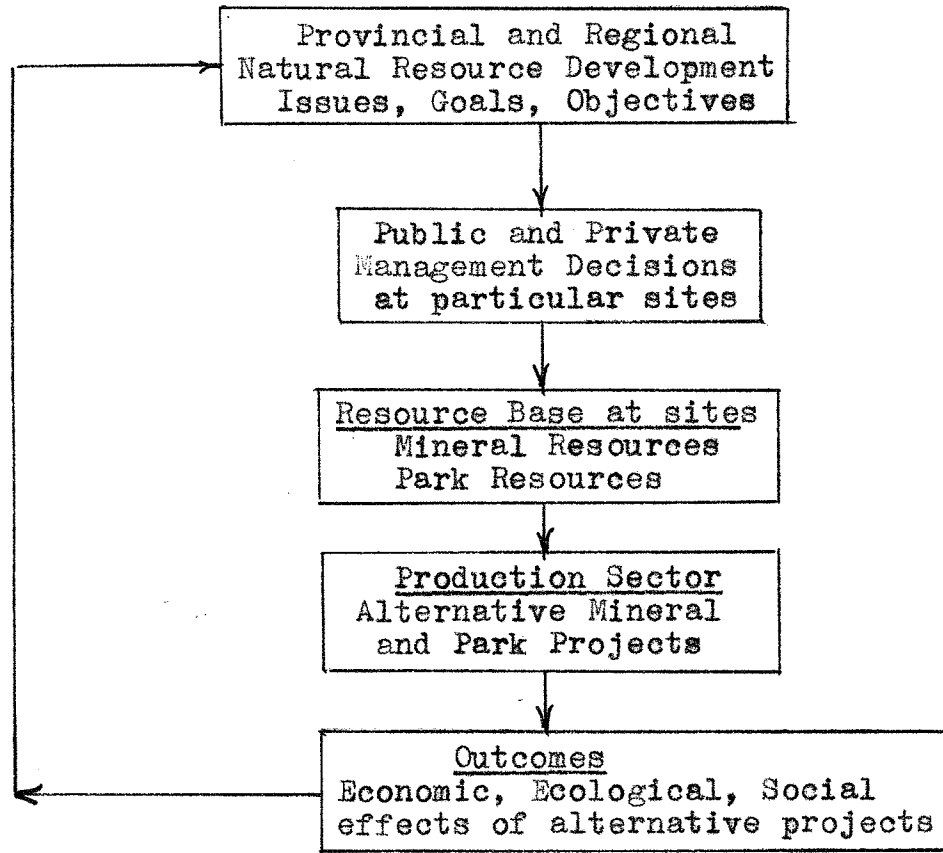 Provincial and Regional
Natural Resource Development
Issues, Goals, Objectives
Public and Private
Management Decisions
at particular sites
Resource Base at sites
Mineral Resources
Park Resources
Production Sector
Alternative Mineral
and Park Projects
Outcomes
Economic, Ecological, Social
effects of alternative projects